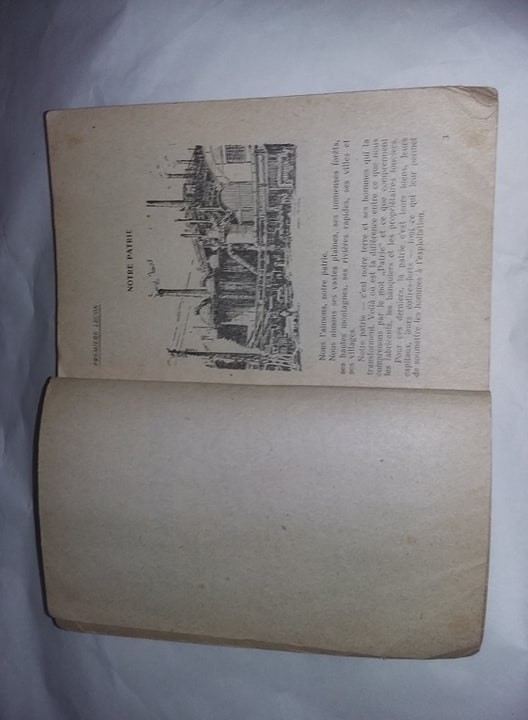 PREMIÈRE LEÇON
NOTRE PATRIE
Nous l'aimons, notre patrie.
Nous aimons ses vastes plaines, ses immenses forêts,
ses hautes montagnes, ses rivières rapides, ses villes et
ses villages.
Notre patrie — c'est notre terre et ses hommes qui la
transforment. Voilà où est la différence entre ce que nous
comprenons par le mot „Patrie" et ce que comprennent
les fabricants, les banquiers et les propriétaires fonciers.
Pour ces derniers, la patrie c'est leurs leurs
capitaux, leurs coffres-forts — tout ce qui leur permet
de soumettre les hommes à l'exploitation.
3